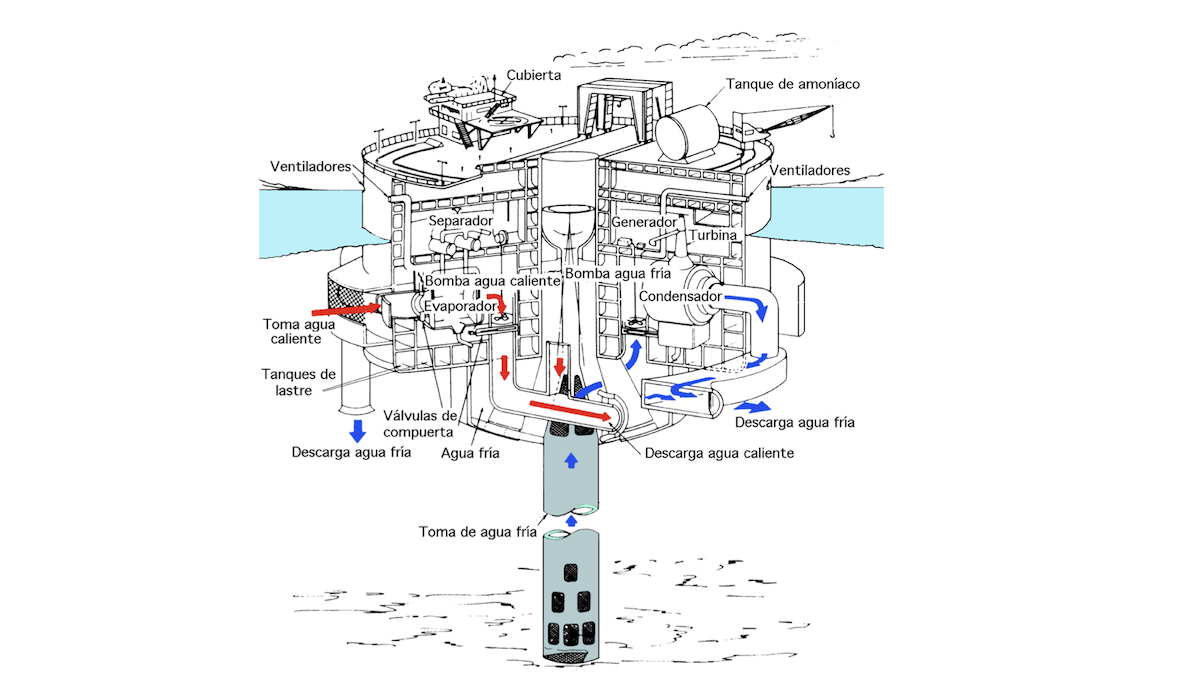 Cubierta
Tanque de amoníaco
Ventiladores
Ventiladores
Separador
Generador
Turbina
Bomba agua fría
Bomba agua caliente
Condensador
Evaporador
Toma agua
caliente
Tanques de
lastre
Válvulas de
compuerta
Descarga agua fría
Descarga agua fría
Agua fría
Descarga agua caliente
Toma de agua fría